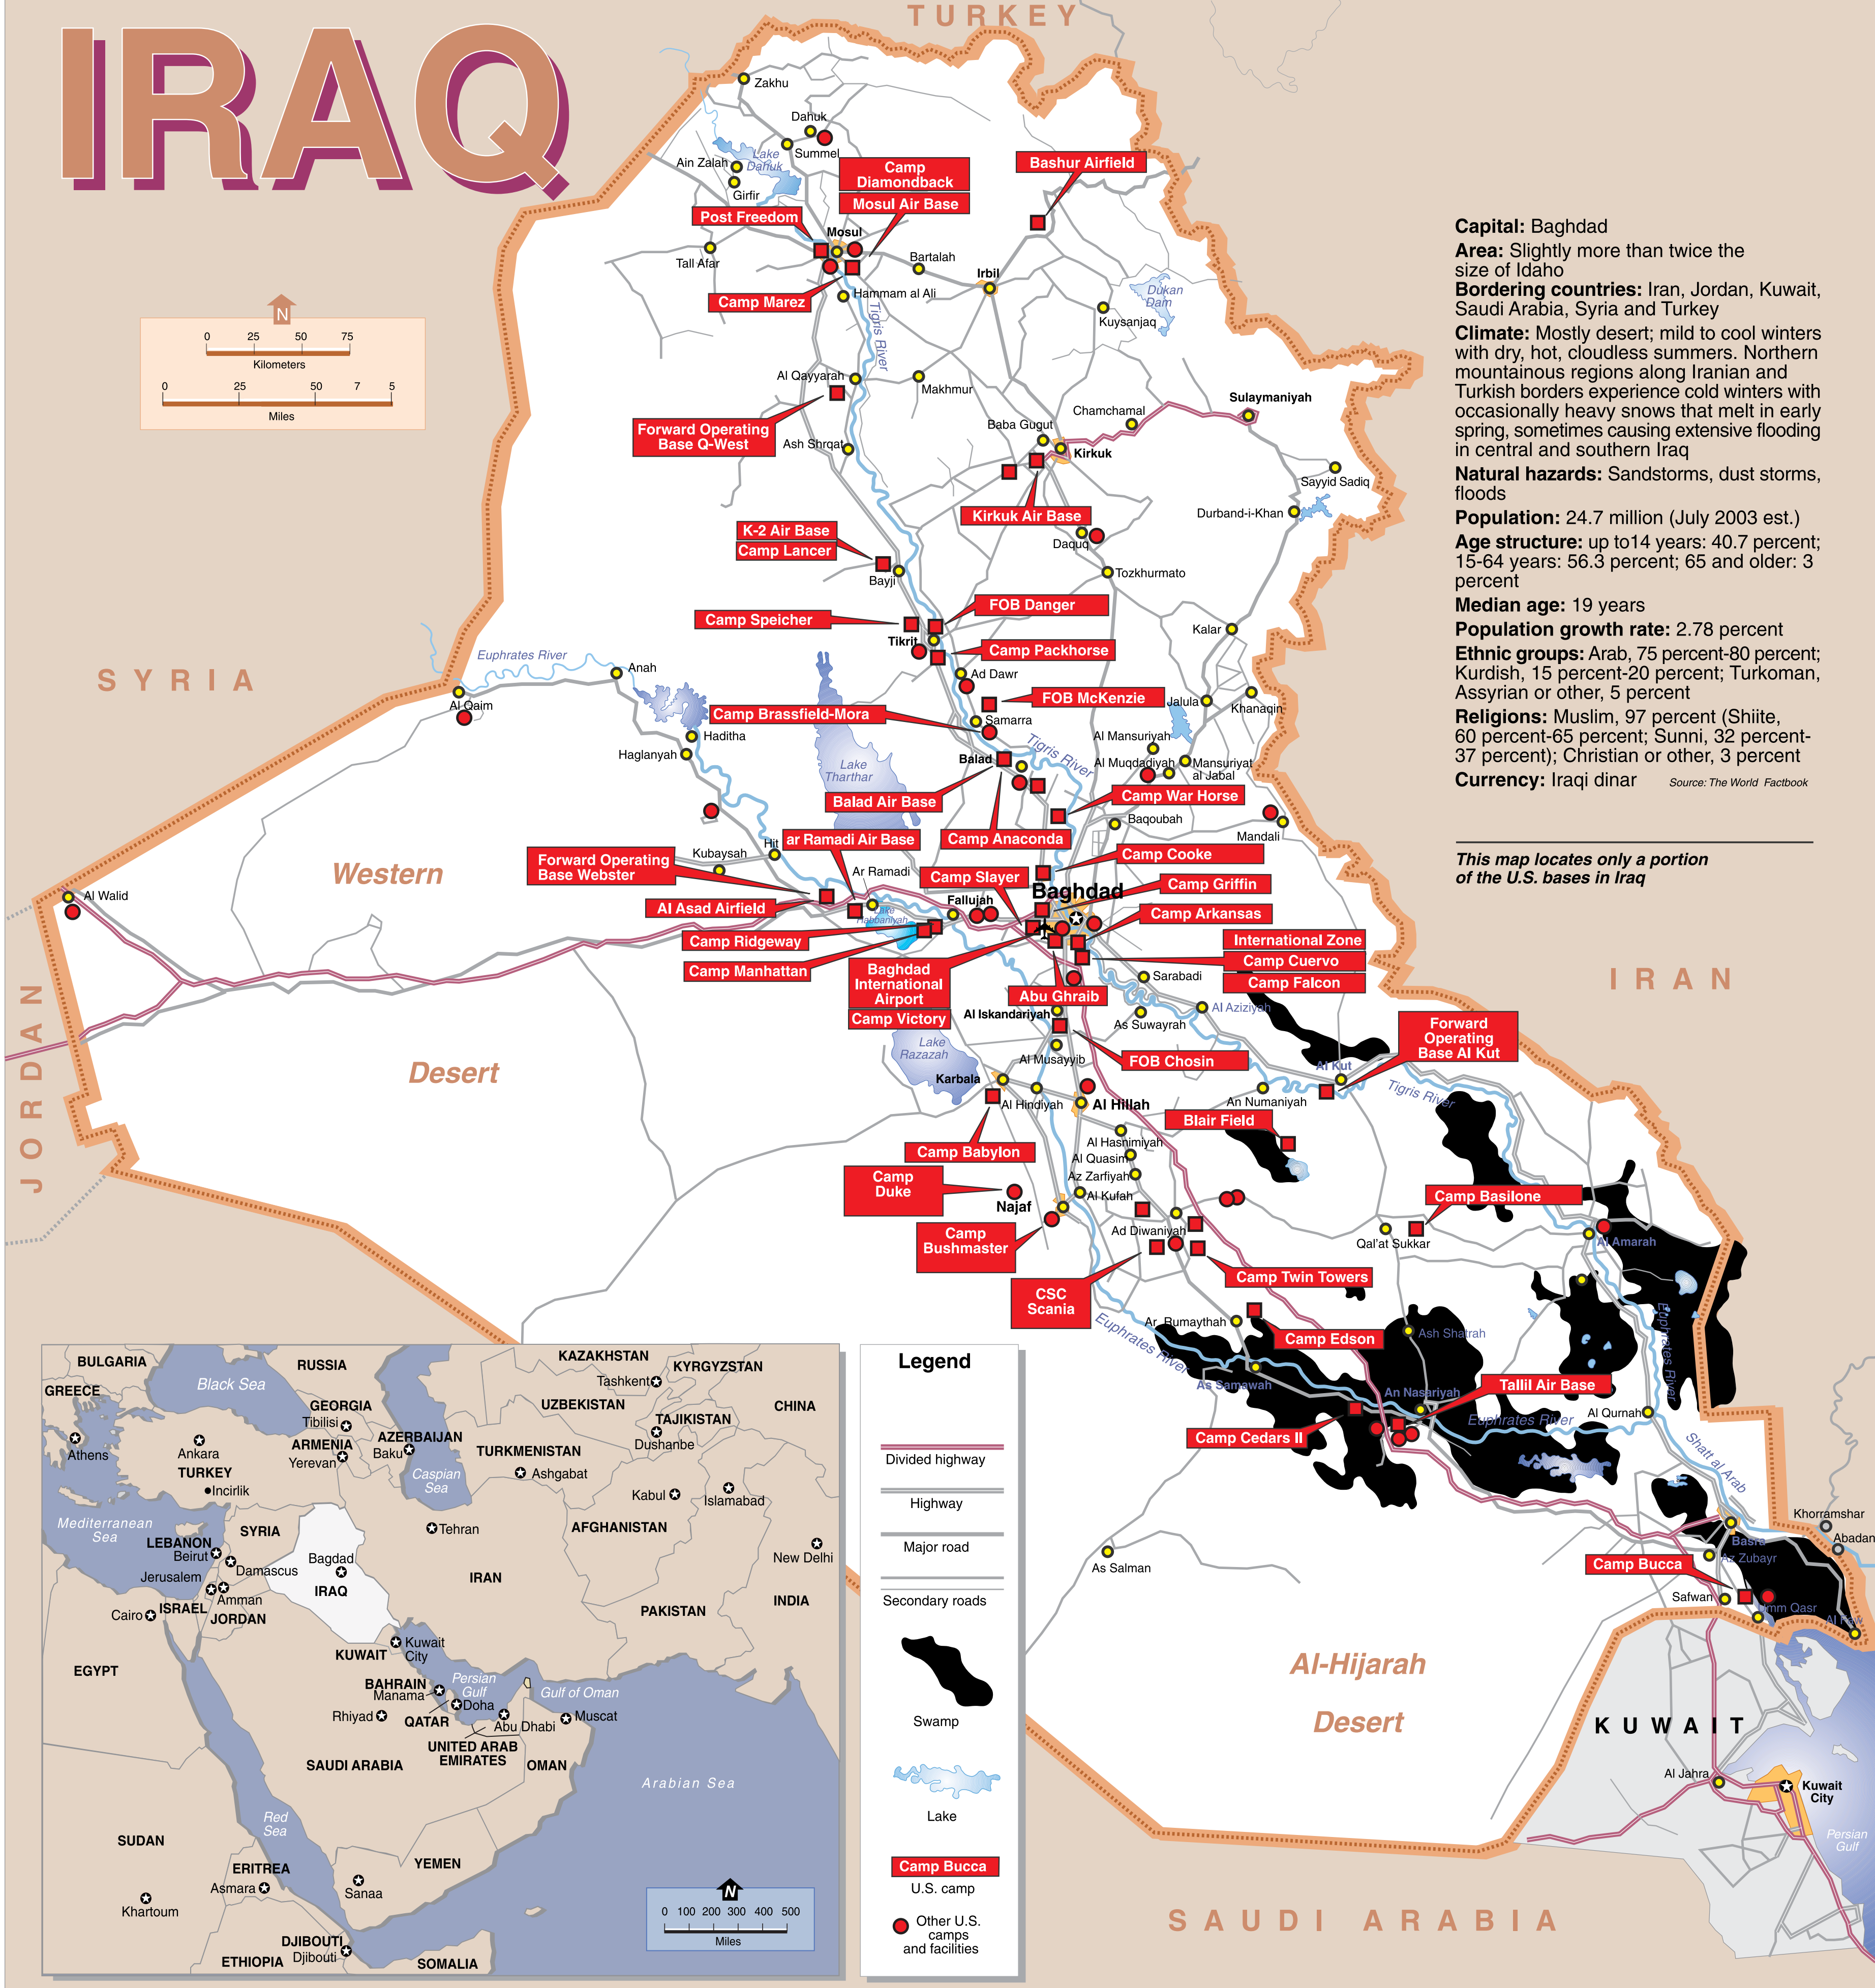 IRAQ
TURKEY
Zakhu
Dahuk
Summel
Ain Zalah
Lake
Dahuk
Girfir
Camp
Diamondback
Mosul Air Base
Bashur Airfield
Post Freedom
Mosul
Tall Afar
Bartalah
Irbil
Camp Marez
Hammam al Ali
Tigris River
Dukan
Dam
Kuysanjaq
N
0 25 50 75
Kilometers
0 25 50 7 5
Miles
Al Qayyarah
Makhmur
Forward Operating
Base Q-West
Ash Shrqat
Chamchamal
Sulaymaniyah
Baba Gugut
Kirkuk
Sayyid Sadiq
Durband-i-Khan
Kirkuk Air Base
K-2 Air Base
Camp Lancer
Bayji
Daquq
Tozkhurmato
Camp Speicher
FOB Danger
Tikrit
Camp Packhorse
Kalar
SYRIA
Euphrates River
Anah
Al Qaim
Ad Dawr
FOB McKenzie
Jalula
Khanaqin
Camp Brassfield-Mora
Samarra
Haditha
Haglanyah
Lake
Tharthar
Balad
Tigris River
Al Mansuriyah
Al Muqdadiyah
Mansuriyat
al Jabal
Balad Air Base
Camp War Horse
Baqoubah
Mandali
Camp Anaconda
Hit
ar Ramadi Air Base
Kubaysah
Forward Operating
Base Webster
Ar Ramadi
Camp Slayer
Camp Cooke
Baghdad
Camp Griffin
Western
Al Walid
Al Asad Airfield
Lake
Habbaniyah
Fallujah
Camp Arkansas
Camp Ridgeway
Camp Manhattan
International Zone
Camp Cuervo
Camp Falcon
Baghdad
International
Airport
Camp Victory
Abu Ghraib
Sarabadi
Al Aziziyah
IRAN
JORDAN
Al Iskandariyah
As Suwayrah
Forward
Operating
Base Al Kut
Lake
Razazah
Al Musayyib
FOB Chosin
Al Kut
Desert
Karbala
Al Hindiyah
Al Hillah
An Numaniyah
Tigris River
Camp Babylon
Blair Field
Al Hasnimiyah
Al Quasim
Az Zarfiyah
Camp
Duke
Najaf
Al Kufah
Camp Basilone
Camp
Bushmaster
Ad Diwaniyah
Qal'at Sukkar
Al Amarah
CSC
Scania
Camp Twin Towers
Euphrates River
Ar Rumaythah
Camp Edson
Ash Shatrah
Euphrates River
As Samawah
An Nasariyah
Tallil Air Base
Camp Cedars II
Euphrates River
Al Qurnah
Shatt al Arab
Khorramshar
Abadan
As Salman
Basra
Az Zubayr
Camp Bucca
Safwan
Umm Qasr
Al Faw
Al-Hijarah
Desert
KUWAIT
Al Jahra
Kuwait
City
Persian
Gulf
SAUDI ARABIA
Capital: Baghdad
Area: Slightly more than twice the
size of Idaho
Bordering countries: Iran, Jordan, Kuwait,
Saudi Arabia, Syria and Turkey
Climate: Mostly desert; mild to cool winters
with dry, hot, cloudless summers. Northern
mountainous regions along Iranian and
Turkish borders experience cold winters with
occasionally heavy snows that melt in early
spring, sometimes causing extensive flooding
in central and southern Iraq
Natural hazards: Sandstorms, dust storms,
floods
Population: 24.7 million (July 2003 est.)
Age structure: up to14 years: 40.7 percent;
15-64 years: 56.3 percent; 65 and older: 3
percent
Median age: 19 years
Population growth rate: 2.78 percent
Ethnic groups: Arab, 75 percent-80 percent;
Kurdish, 15 percent-20 percent; Turkoman,
Assyrian or other, 5 percent
Religions: Muslim, 97 percent (Shiite,
60 percent-65 percent; Sunni, 32 percent-
37 percent); Christian or other, 3 percent
Currency: Iraqi dinar
Source: The World Factbook
This map locates only a portion
of the U.S. bases in Iraq
BULGARIA
Black Sea
RUSSIA
KAZAKHSTAN
KYRGYZSTAN
GREECE
Tashkent
GEORGIA
Tibilisi
UZBEKISTAN
CHINA
Athens
Ankara
TURKEY
Incirlik
ARMENIA
Yerevan
AZERBAIJAN
Baku
Caspian
Sea
TURKMENISTAN
Ashgabat
TAJIKISTAN
Dushanbe
Kabul
Islamabad
Mediterranean
Sea
SYRIA
LEBANON
Beirut
Tehran
AFGHANISTAN
New Delhi
Damascus
Bagdad
IRAQ
Jerusalem
Amman
ISRAEL
JORDAN
Cairo
IRAN
PAKISTAN
INDIA
EGYPT
KUWAIT
Kuwait
City
BAHRAIN
Manama
Persian
Gulf
Gulf of Oman
Rhiyad
QATAR
Doha
Abu Dhabi
Muscat
UNITED ARAB
EMIRATES
SAUDI ARABIA
OMAN
Arabian Sea
Red
Sea
SUDAN
ERITREA
Asmara
YEMEN
Sanaa
Khartoum
DJIBOUTI
Djibouti
ETHIOPIA
SOMALIA
N
0 100 200 300 400 500
Miles
Legend
Divided highway
Highway
Major road
Secondary roads
Swamp
Lake
Camp Bucca
U.S. camp
Other U.S.
camps
and facilities